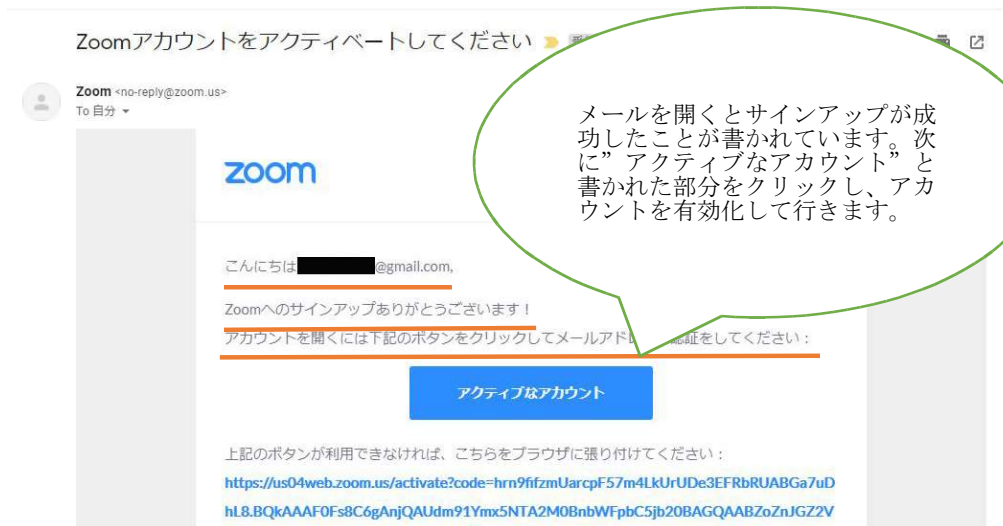 Zoomアカウントをアクティベートしてください
Zoom <no-reply@zoom.us>
To 自分
メールを開くとサインアップが成
功したことが書かれています。次
に”アクティブなアカウント”と
書かれた部分をクリックし、アカ
ウントを有効化して行きます。
zoom
こんにちは @gmail.com,
Zoomへのサインアップありがとうございます！
アカウントを開くには下記のボタンをクリックしてメールアド 認証をしてください：
アクティブなアカウント
上記のボタンが利用できなければ、こちらをブラウザに張り付けてください：
https://us04web.zoom.us/activate?code=hrn9fifzmUarcpF57m4LkUrUDe3EFRbRUABGa7uD
hL8.BQkAAAF0Fs8C6gAnjQAUdm91Ymx5NTA2M0BnbWFpbC5jb20BAGQAABZoZnJGZ2V